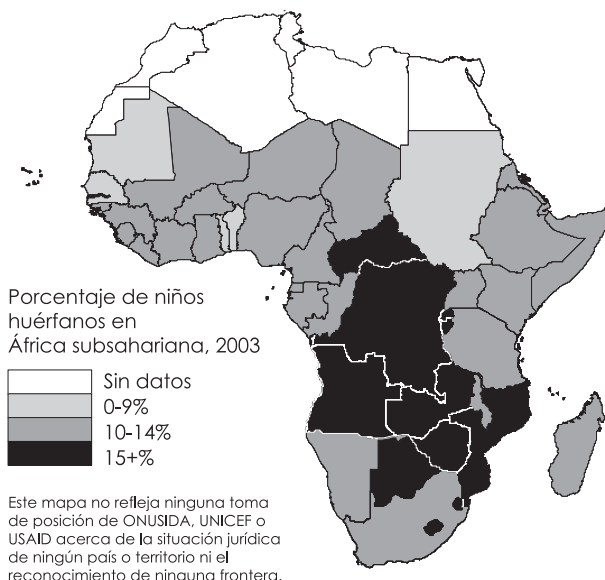 Porcentaje de niños
huérfanos en
África subsahariana, 2003
Sin datos
0-9%
10-14%
15+%
Este mapa no refleja ninguna toma
de posición de ONUSIDA, UNICEF o
USAID acerca de la situación jurídica
de ningún país o territorio ni el
reconocimiento de ninguna frontera.